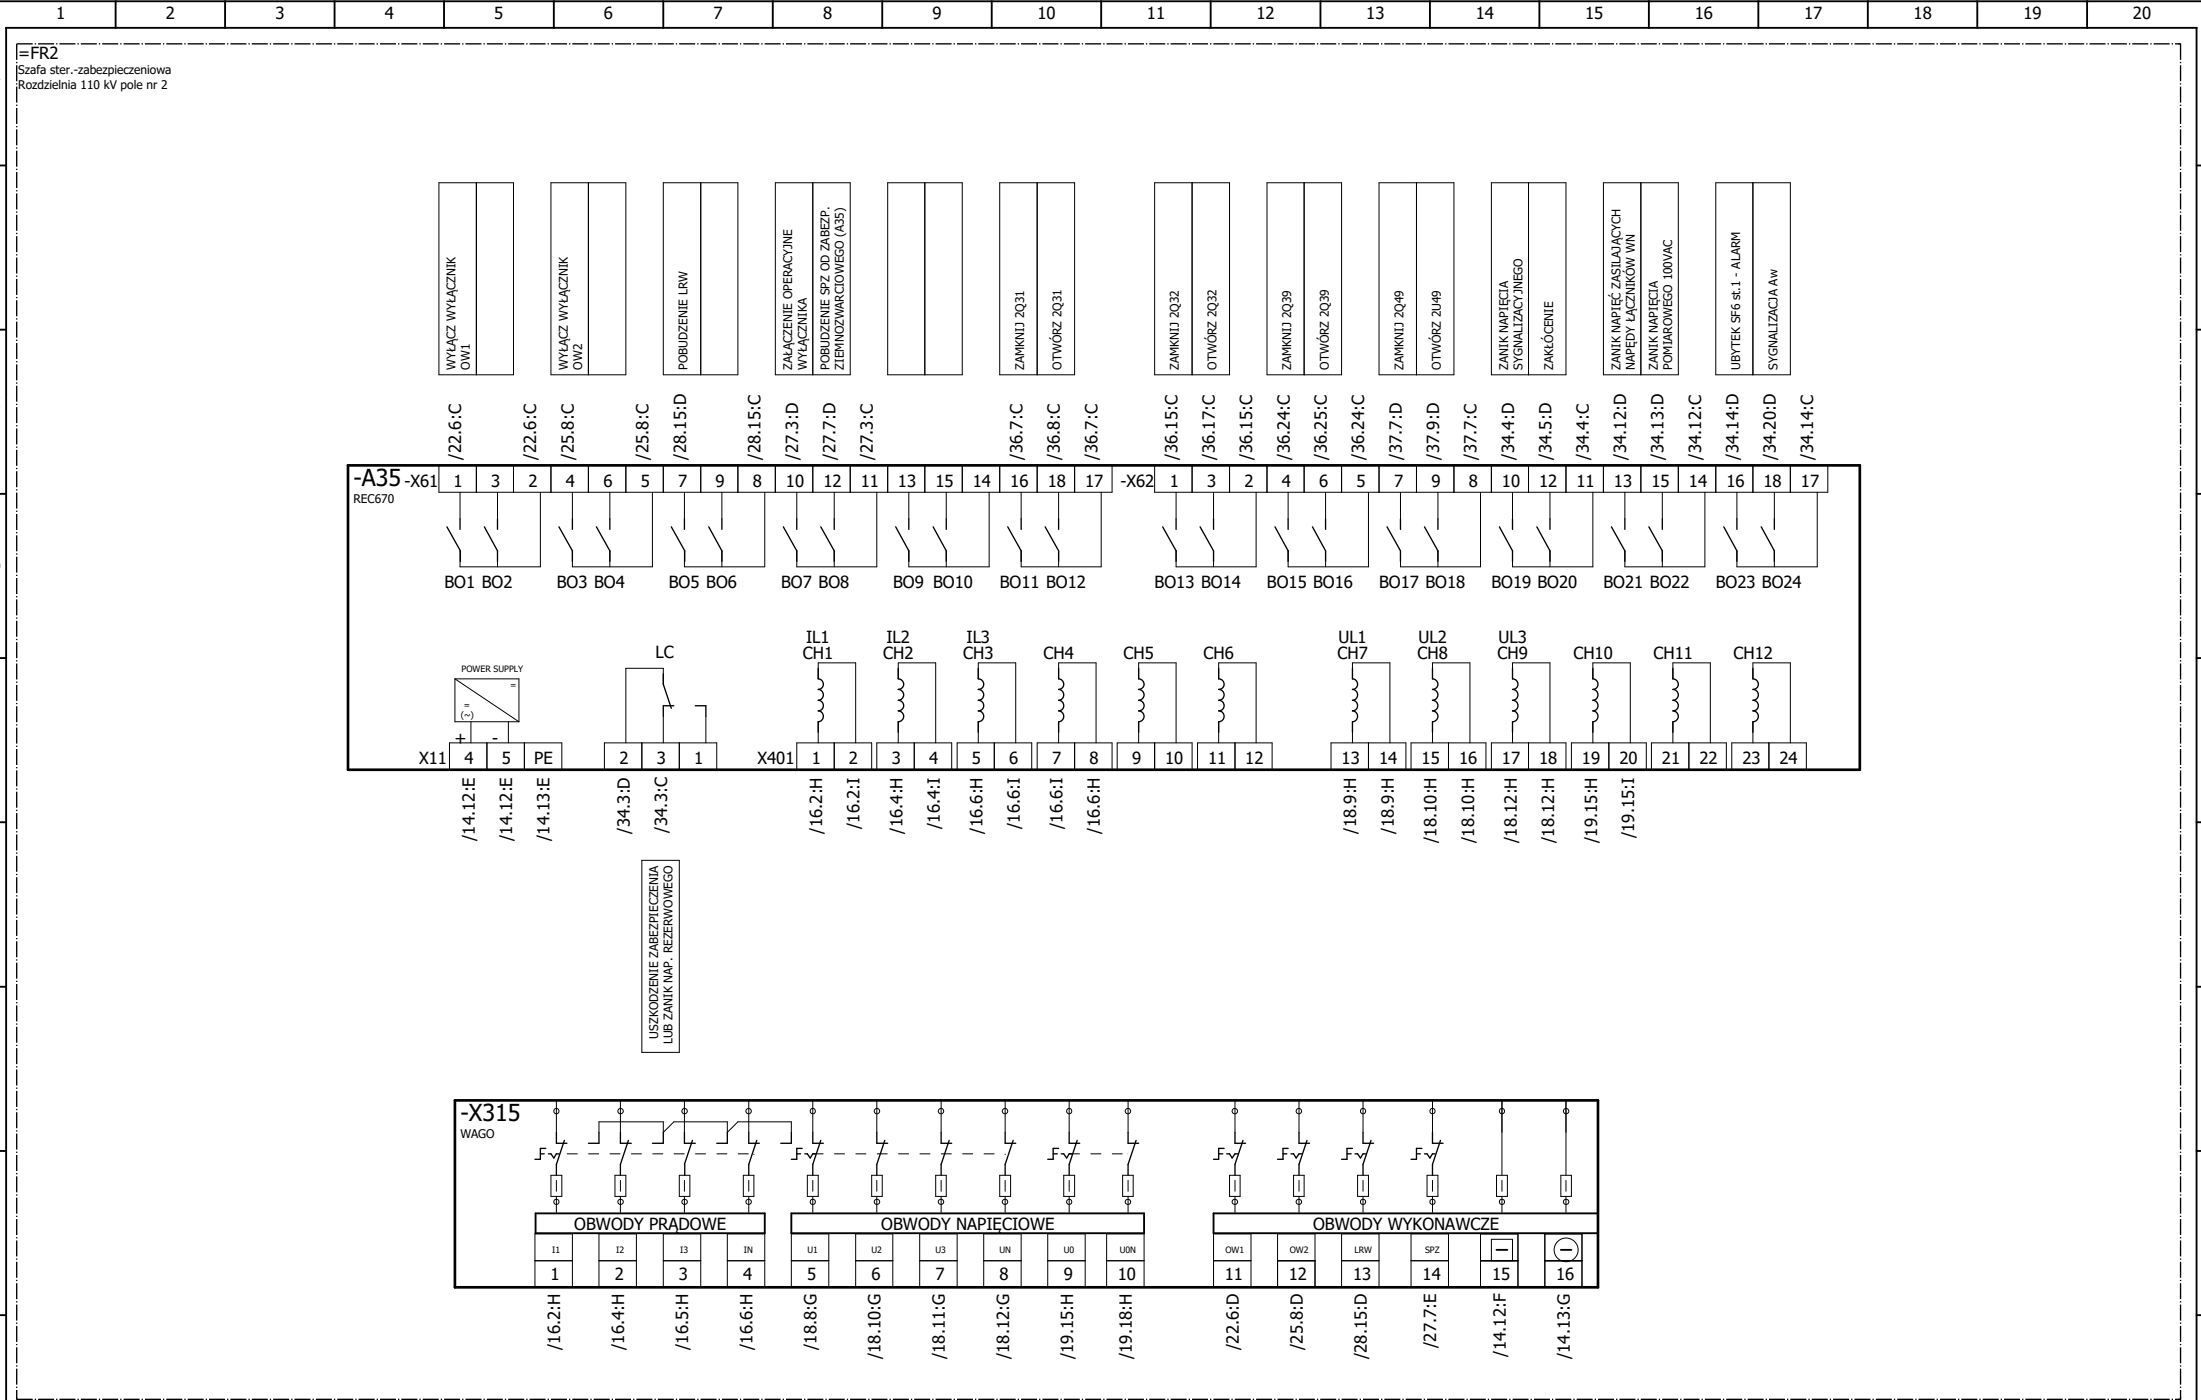 1 2 3 4 5 6 7 8 9 10 11 12 13 14 15 16 17 18 19 20
=FR2
Szafa ster.-zabezpieczeniowa
Rozdzielnia 110 kV pole nr 2
WYŁĄCZ WYŁĄCZNIK
OW1
WYŁĄCZ WYŁĄCZNIK
OW2
POBUDZENIE LRW
ZAŁĄCZENIE OPERACYJNE
WYŁĄCZNIKA
POBUDZENIE SPZ OD ZABEZP.
ZIEMNOZWARCIOWEGO (A35)
ZAMKNIJ 2Q31
OTWÓRZ 2Q31
ZAMKNIJ 2Q32
OTWÓRZ 2Q32
ZAMKNIJ 2Q39
OTWÓRZ 2Q39
ZAMKNIJ 2Q49
OTWÓRZ 2U49
ZANIK NAPIĘCIA
SYGNALIZACYJNEGO
ZAKŁÓCENIE
ZANIK NAPIĘĆ ZASILAJĄCYCH
NAPĘDY ŁĄCZNIKÓW WN
ZANIK NAPIĘCIA
POMIAROWEGO 100VAC
UBYTEK SF6 st.1 - ALARM
SYGNALIZACJA Aw
/22.6:C /22.6:C /25.8:C /25.8:C /28.15:D /28.15:C /27.3:D /27.7:D /27.3:C /36.7:C /36.8:C /36.7:C /36.15:C /36.17:C /36.15:C /36.24:C /36.25:C /36.24:C /37.7:D /37.9:D /37.7:C /34.4:D /34.5:D /34.4:C /34.12:D /34.13:D /34.12:C /34.14:D /34.20:D /34.14:C
-A35 -X61 1 3 2 4 6 5 7 9 8 10 12 11 13 15 14 16 18 17 -X62 1 3 2 4 6 5 7 9 8 10 12 11 13 15 14 16 18 17
REC670
BO1 BO2 BO3 BO4 BO5 BO6 BO7 BO8 BO9 BO10 BO11 BO12 BO13 BO14 BO15 BO16 BO17 BO18 BO19 BO20 BO21 BO22 BO23 BO24
IL1 IL2 IL3 UL1 UL2 UL3
LC CH1 CH2 CH3 CH4 CH5 CH6 CH7 CH8 CH9 CH10 CH11 CH12
POWER SUPPLY
=
=
(~)
+ -
X11 4 5 PE 2 3 1 X401 1 2 3 4 5 6 7 8 9 10 11 12 13 14 15 16 17 18 19 20 21 22 23 24
/14.12:E /14.12:E /14.13:E /34.3:D /34.3:C /16.2:H /16.2:I /16.4:H /16.4:I /16.6:H /16.6:I /16.6:I /16.6:H /18.9:H /18.9:H /18.10:H /18.10:H /18.12:H /18.12:H /19.15:H /19.15:I
USZKODZENIE ZABEZPIECZENIA
LUB ZANIK NAP. REZERWOWEGO
-X315
WAGO
OBWODY PRĄDOWE OBWODY NAPIĘCIOWE OBWODY WYKONAWCZE
I1 I2 I3 IN U1 U2 U3 UN U0 U0N OW1 OW2 LRW SPZ
1 2 3 4 5 6 7 8 9 10 11 12 13 14 15 16
/16.2:H /16.4:H /16.5:H /16.6:H /18.8:G /18.10:G /18.11:G /18.12:G /19.15:H /19.18:H /22.6:D /25.8:D /28.15:D /27.7:E /14.12:F /14.13:G